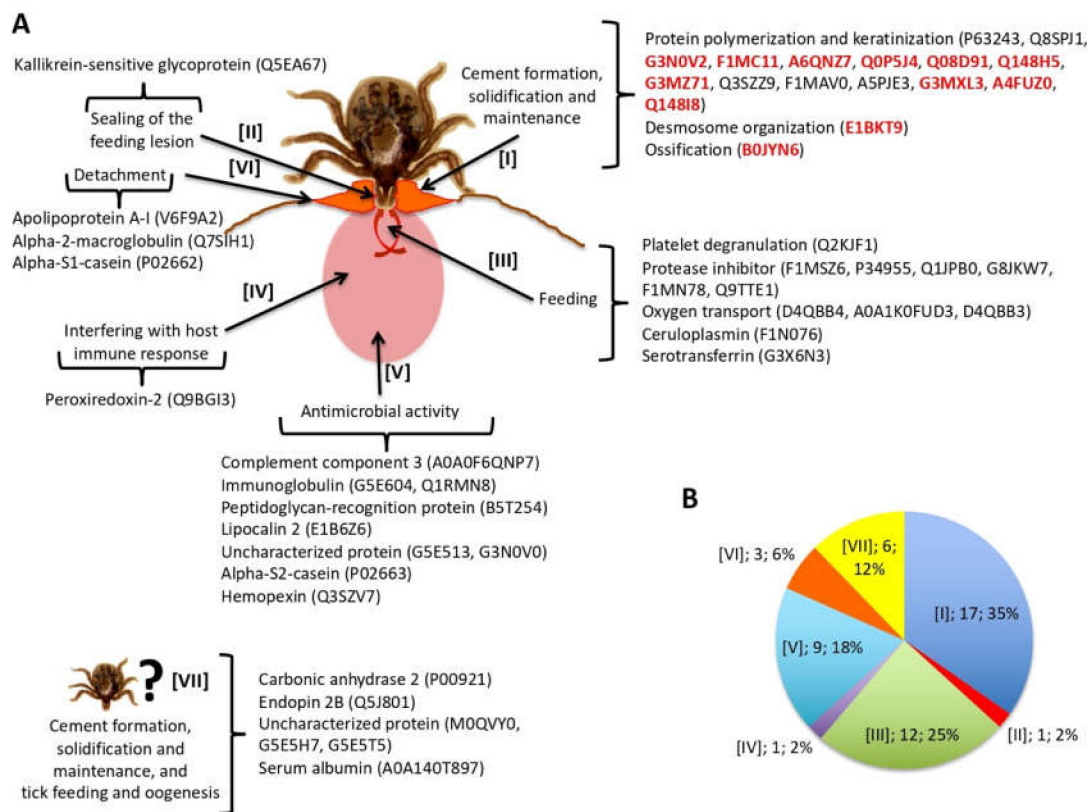 A
Kallikrein-sensitive glycoprotein (Q5EA67)
Sealing of the
feeding lesion
[II]
[VI]
Detachment
Apolipoprotein A-I (V6F9A2)
Alpha-2-macroglobulin (Q7SIH1)
Alpha-S1-casein (P02662)
[IV]
Interfering with host
immune response
Peroxiredoxin-2 (Q9BGI3)
Cement formation,
solidification and
maintenance
[I]
Protein polymerization and keratinization (P63243, Q8SPJ1,
G3N0V2, F1MC11, A6QNZ7, Q0P5J4, Q08D91, Q148H5,
G3MZ71, Q3SZZ9, F1MAV0, A5PJE3, G3MXL3, A4FUZ0,
Q148I8)
Desmosome organization (E1BKT9)
Ossification (B0JYN6)
[III]
Feeding
Platelet degranulation (Q2KJF1)
Protease inhibitor (F1MSZ6, P34955, Q1JPB0, G8JKW7,
F1MN78, Q9TTE1)
Oxygen transport (D4QBB4, A0A1K0FUD3, D4QBB3)
Ceruloplasmin (F1N076)
Serotransferrin (G3X6N3)
[V]
Antimicrobial activity
Complement component 3 (A0A0F6QNP7)
Immunoglobulin (G5E604, Q1RMN8)
Peptidoglycan-recognition protein (B5T254)
Lipocalin 2 (E1B6Z6)
Uncharacterized protein (G5E513, G3N0V0)
Alpha-S2-casein (P02663)
Hemopexin (Q3SZV7)
? [VII]
Cement formation,
solidification and
maintenance, and
tick feeding and oogenesis
Carbonic anhydrase 2 (P00921)
Endopin 2B (Q5J801)
Uncharacterized protein (M0QVY0,
G5E5H7, G5E5T5)
Serum albumin (A0A140T897)
B
[VI]; 3; 6%
[VII]; 6;
12%
[I]; 17; 35%
[V]; 9; 18%
[IV]; 1; 2%
[III]; 12; 25%
[II]; 1; 2%